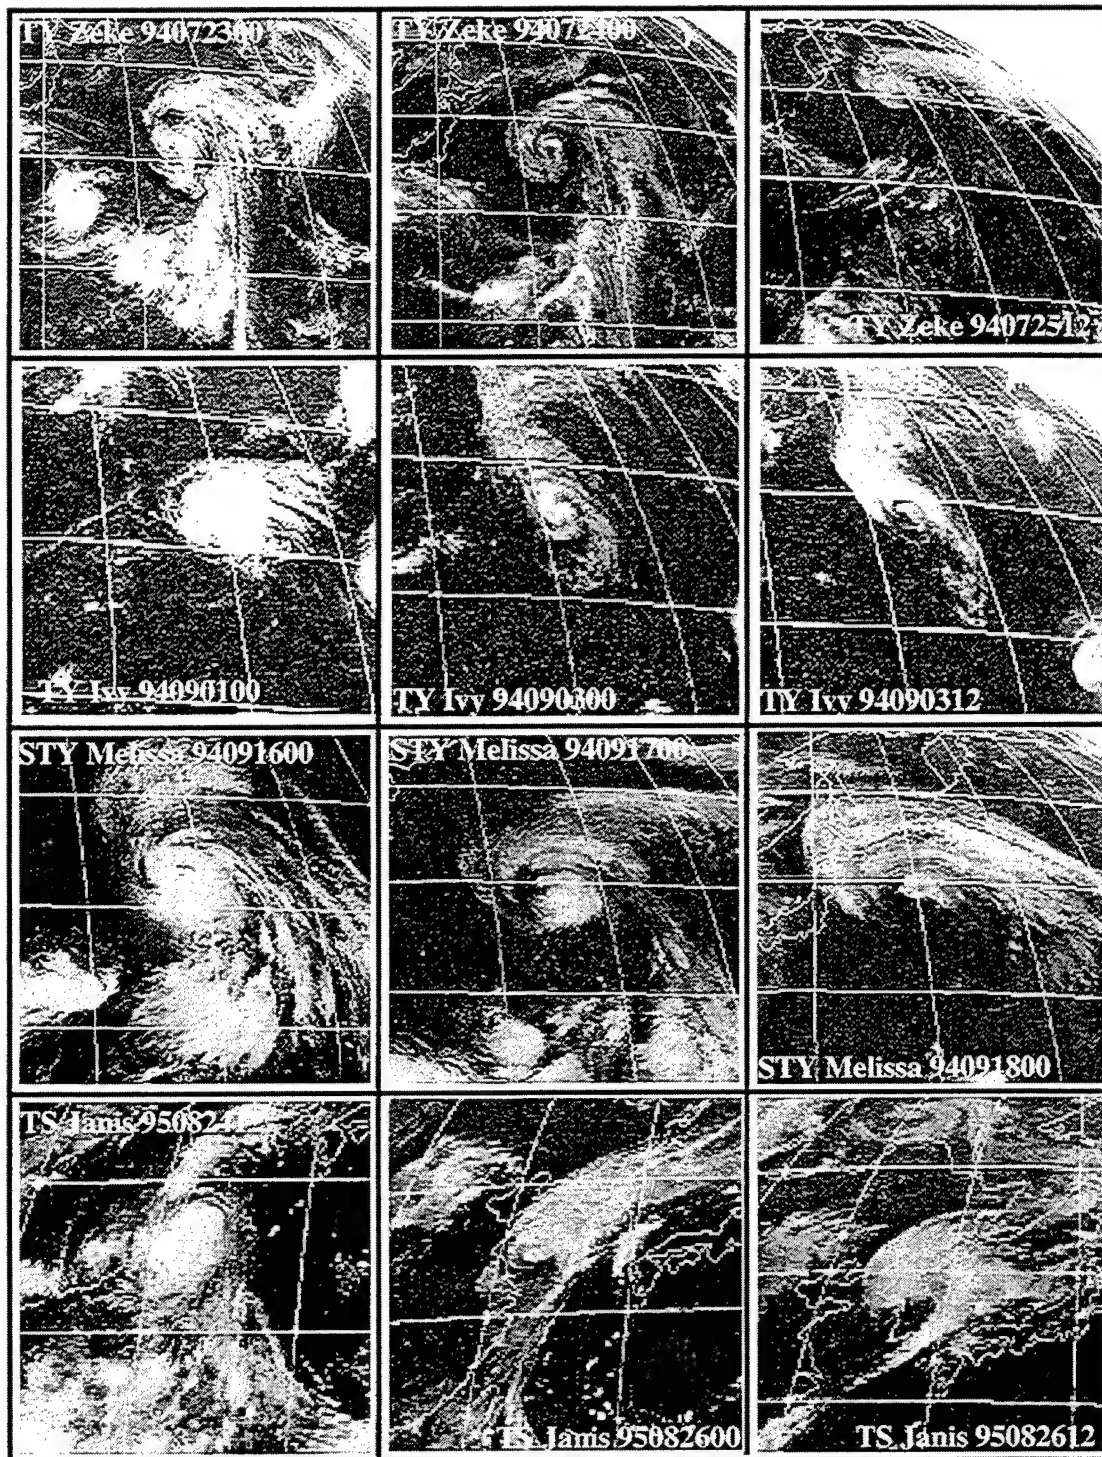 TY Zeke 94072300
TY Zeke 94072400
TY Zeke 94072512
TY Ivy 94090100
TY Ivy 94090300
TY Ivy 94090312
STY Melissa 94091600
STY Melissa 94091700
STY Melissa 94091800
TS Janis
TS Janis 95082600
TS Janis 95082612